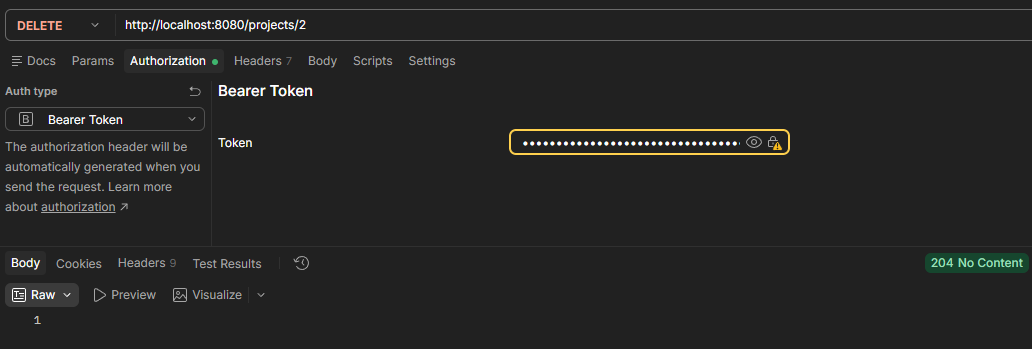 DELETE http://localhost:8080/projects/2
Docs Params Authorization Headers 7 Body Scripts Settings
Auth type
B Bearer Token
The authorization header will be
automatically generated when you
send the request. Learn more
about authorization ↗
Bearer Token
Token ••••••••••••••••••••••••••••••••
Body Cookies Headers 9 Test Results 204 No Content
Raw Preview Visualize
1